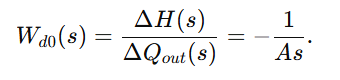 W_{d0}(s) = \frac{\Delta H(s)}{\Delta Q_{out}(s)} = -\frac{1}{As}.